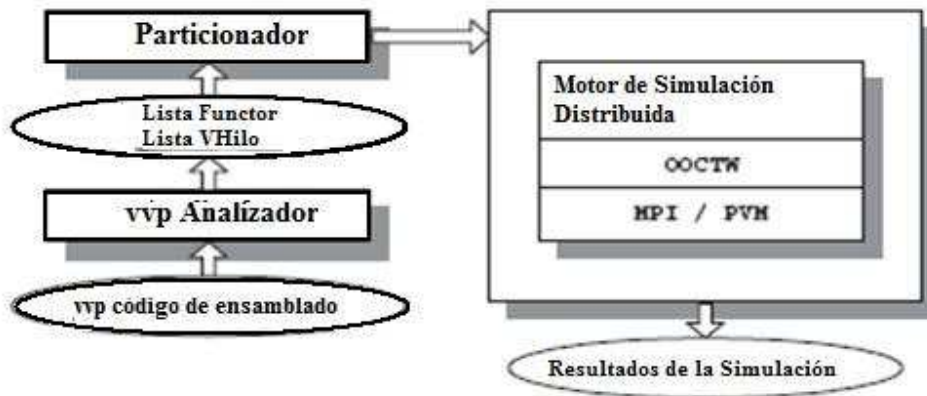 Particionador
Lista Functor
Lista VHilo
vvp Analizador
vvp código de ensamblado
Motor de Simulación
Distribuida
OOCTW
MPI / PVM
Resultados de la Simulación